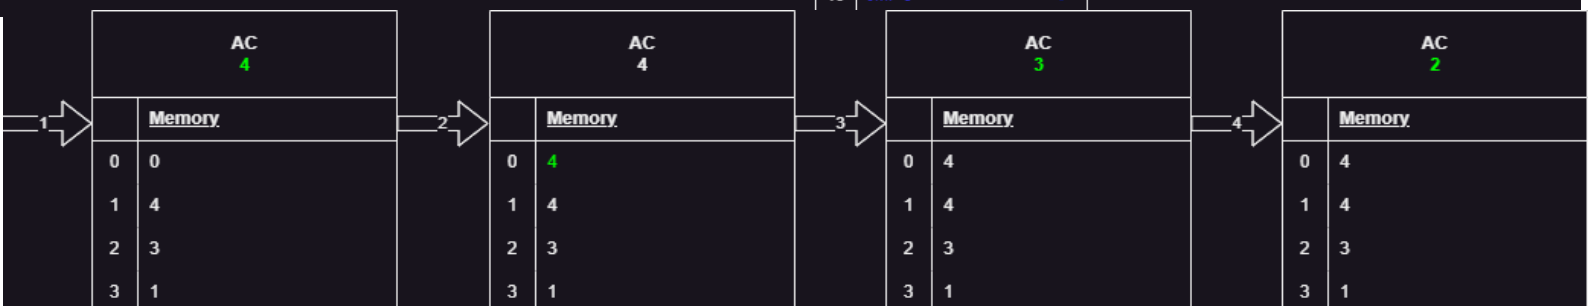 AC AC AC AC
4 4 3 2
1 Memory 2 Memory 3 Memory 4 Memory
0 0 0 4 0 4 0 4
1 4 1 4 1 4 1 4
2 3 2 3 2 3 2 3
3 1 3 1 3 1 3 1